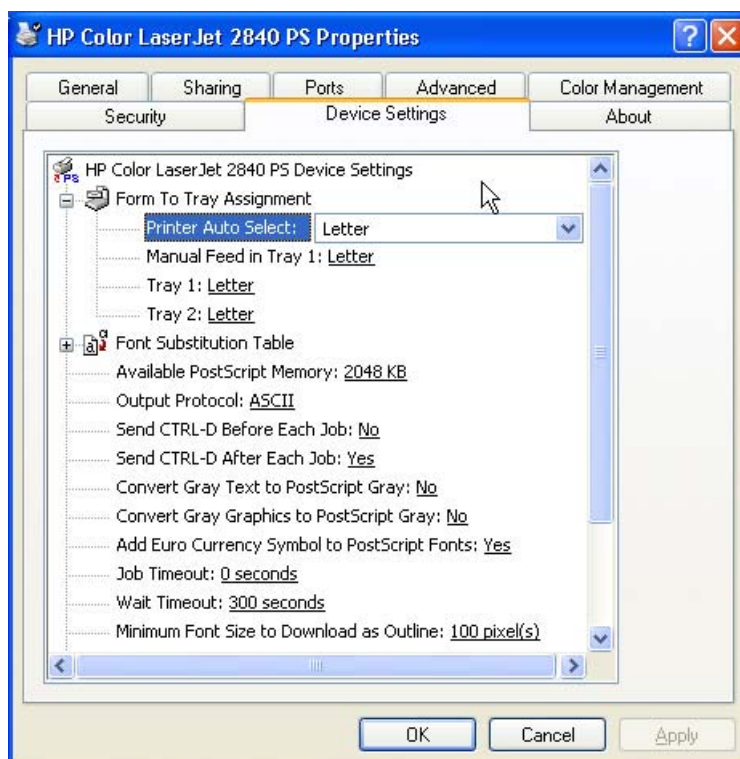 HP Color LaserJet 2840 PS Properties
General Sharing Ports Advanced Color Management
Security Device Settings About
HP Color LaserJet 2840 PS Device Settings
Form To Tray Assignment
Printer Auto Select: Letter
Manual Feed in Tray 1: Letter
Tray 1: Letter
Tray 2: Letter
Font Substitution Table
Available PostScript Memory: 2048 KB
Output Protocol: ASCII
Send CTRL-D Before Each Job: No
Send CTRL-D After Each Job: Yes
Convert Gray Text to PostScript Gray: No
Convert Gray Graphics to PostScript Gray: No
Add Euro Currency Symbol to PostScript Fonts: Yes
Job Timeout: 0 seconds
Wait Timeout: 300 seconds
Minimum Font Size to Download as Outline: 100 pixel(s)
OK Cancel Apply